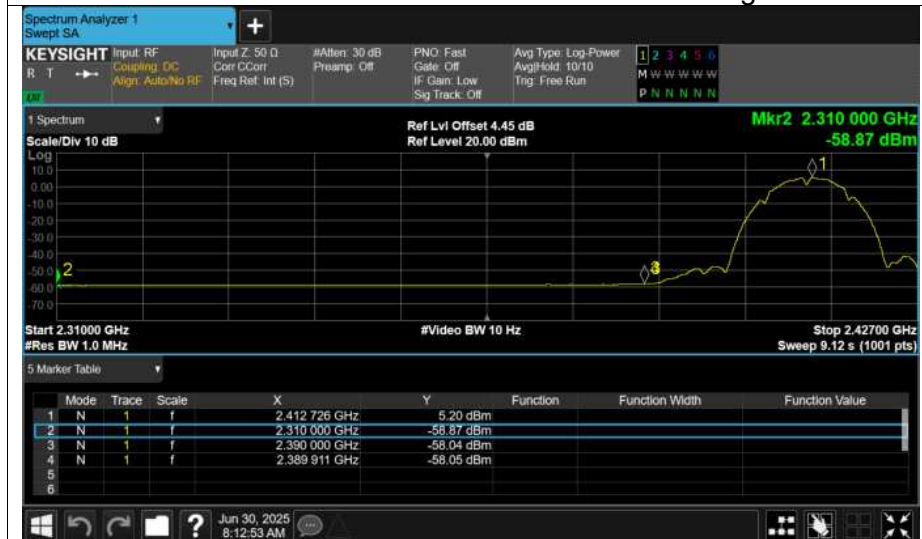 Spectrum Analyzer 1
Swept SA
+
KEYSIGHT
R T
Input: RF
Coupling: DC
Align: Auto/No RF
Input Z: 50 Ω
Corr CCorr
Freq Ref: Int (S)
#Atten: 30 dB
Preamp: Off
PNO: Fast
Gate: Off
IF Gain: Low
Sig Track: Off
Avg Type: Log-Power
Avg|Hold: 10/10
Trig: Free Run
1 2 3 4 5 6
M W W W W W
P N N N N N
1 Spectrum
Scale/Div 10 dB
Ref Lvl Offset 4.45 dB
Ref Level 20.00 dBm
Mkr2 2.310 000 GHz
-58.87 dBm
Log
10.0
0.00
-10.0
-20.0
-30.0
-40.0
-50.0
-60.0
-70.0
1
2
Start 2.31000 GHz
#Res BW 1.0 MHz
#Video BW 10 Hz
Stop 2.42700 GHz
Sweep 9.12 s (1001 pts)
5 Marker Table
Mode Trace Scale X Y Function Function Width Function Value
1 N 1 f 2.412 726 GHz 5.20 dBm
2 N 1 f 2.310 000 GHz -58.87 dBm
3 N 1 f 2.390 000 GHz -58.04 dBm
4 N 1 f 2.389 911 GHz -58.05 dBm
5
6
?
Jun 30, 2025
8:12:53 AM